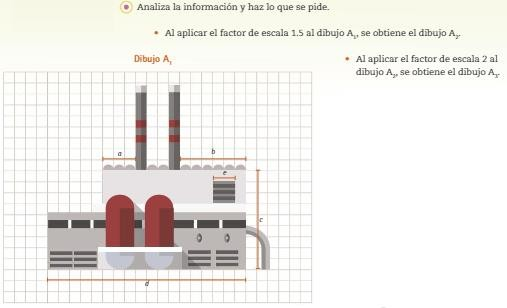 Analiza la información y haz lo que se pide.
• Al aplicar el factor de escala 1.5 al dibujo A₁, se obtiene el dibujo A₂.
Dibujo A₁
• Al aplicar el factor de escala 2 al
dibujo A₂, se obtiene el dibujo A₃.
a
b
e
c
d